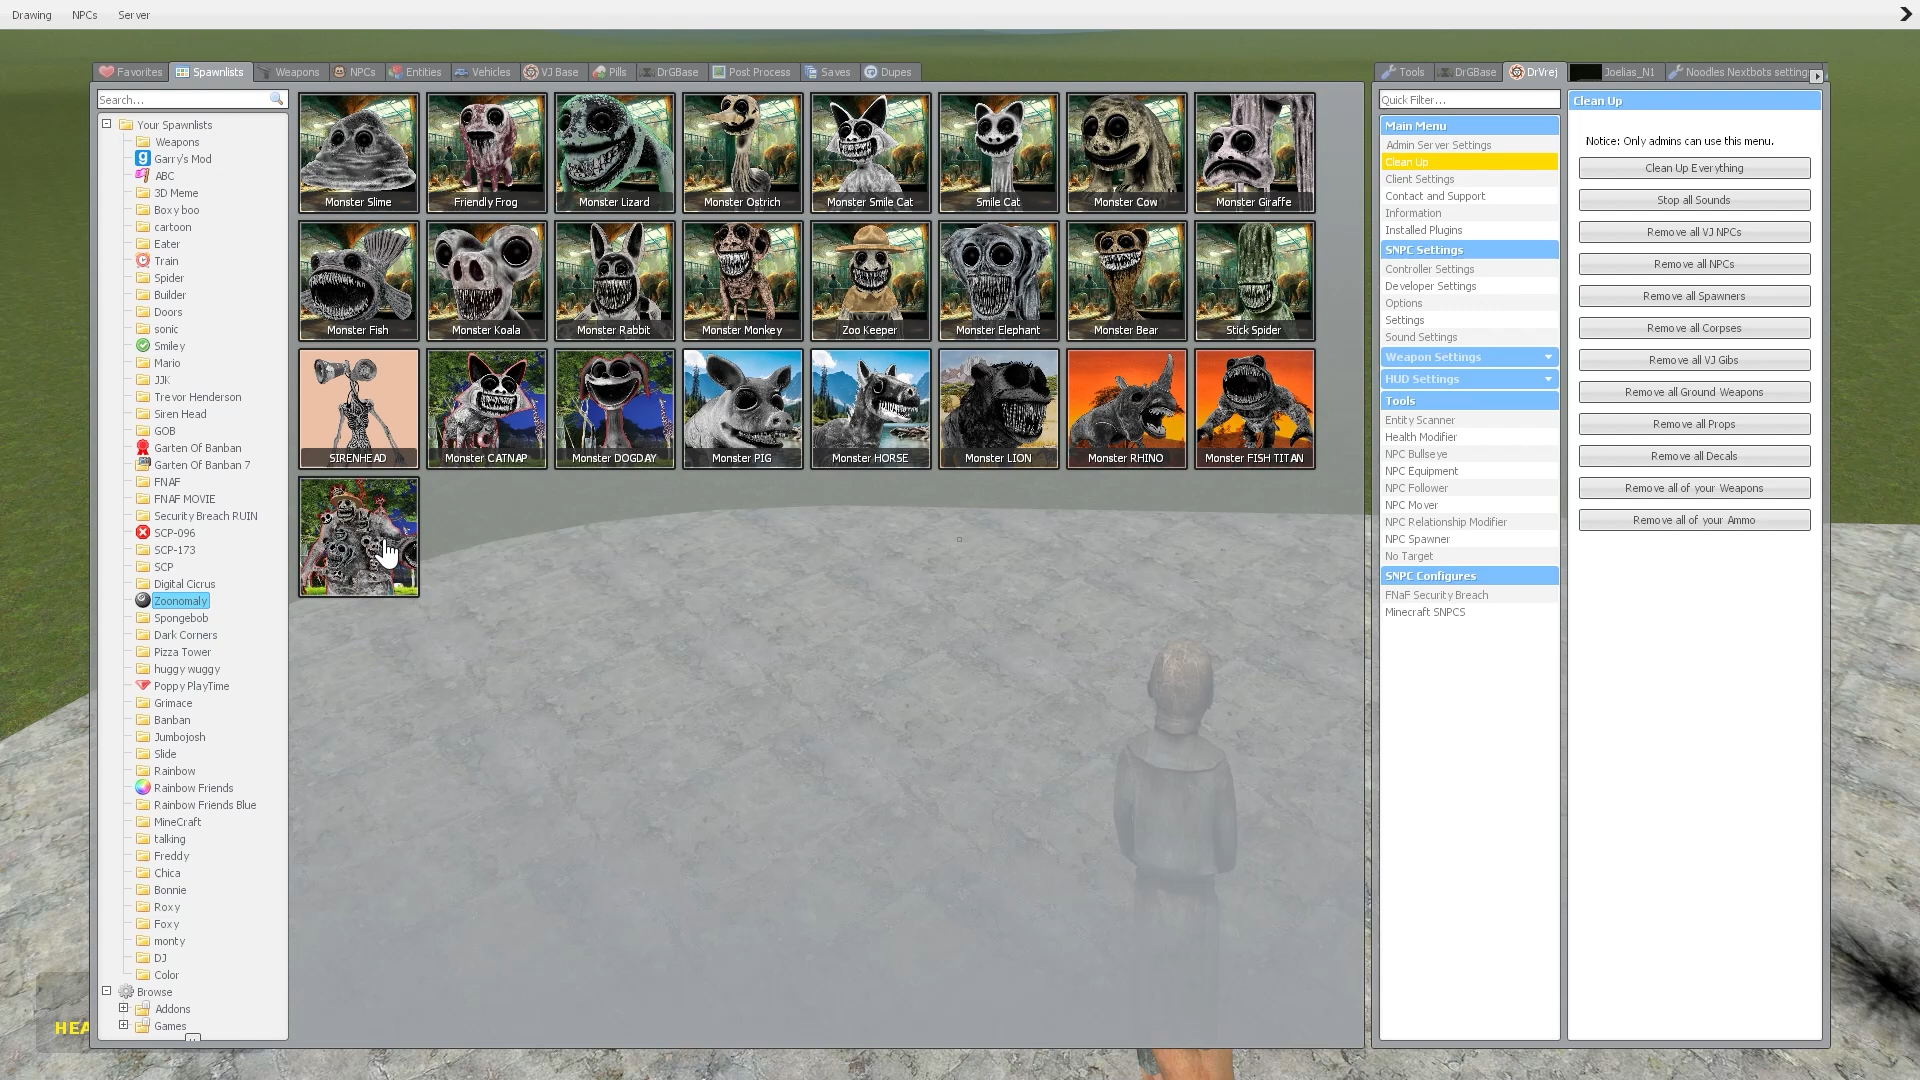 Drawing NPCs Server
Favorites Spawnlists Weapons NPCs Entities Vehicles VJ Base Pills DrGBase Post Process Saves Dupes
Tools DrGBase DrVrej Joelias_N1 Noodles Nextbots setting
Search...
Your Spawnlists
Weapons
Garry's Mod
ABC
3D Meme
Boxy boo
cartoon
Eater
Train
Spider
Builder
Doors
sonic
Smiley
Mario
JJK
Trevor Henderson
Siren Head
GOB
Garten Of Banban
Garten Of Banban 7
FNAF
FNAF MOVIE
Security Breach RUIN
SCP-096
SCP-173
SCP
Digital Cicrus
Zoonomaly
Spongebob
Dark Corners
Pizza Tower
huggy wuggy
Poppy PlayTime
Grimace
Banban
Jumbojosh
Slide
Rainbow
Rainbow Friends
Rainbow Friends Blue
MineCraft
talking
Freddy
Chica
Bonnie
Roxy
Foxy
monty
DJ
Color
Browse
Addons
Games
Monster Slime Friendly Frog Monster Lizard Monster Ostrich Monster Smile Cat Smile Cat Monster Cow Monster Giraffe
Monster Fish Monster Koala Monster Rabbit Monster Monkey Zoo Keeper Monster Elephant Monster Bear Stick Spider
SIRENHEAD Monster CATNAP Monster DOGDAY Monster PIG Monster HORSE Monster LION Monster RHINO Monster FISH TITAN
Quick Filter...
Main Menu
Admin Server Settings
Clean Up
Client Settings
Contact and Support
Information
Installed Plugins
SNPC Settings
Controller Settings
Developer Settings
Options
Settings
Sound Settings
Weapon Settings
HUD Settings
Tools
Entity Scanner
Health Modifier
NPC Bullseye
NPC Equipment
NPC Follower
NPC Mover
NPC Relationship Modifier
NPC Spawner
No Target
SNPC Configures
FNaF Security Breach
Minecraft SNPCS
Clean Up
Notice: Only admins can use this menu.
Clean Up Everything
Stop all Sounds
Remove all VJ NPCs
Remove all NPCs
Remove all Spawners
Remove all Corpses
Remove all VJ Gibs
Remove all Ground Weapons
Remove all Props
Remove all Decals
Remove all of your Weapons
Remove all of your Ammo
HEA